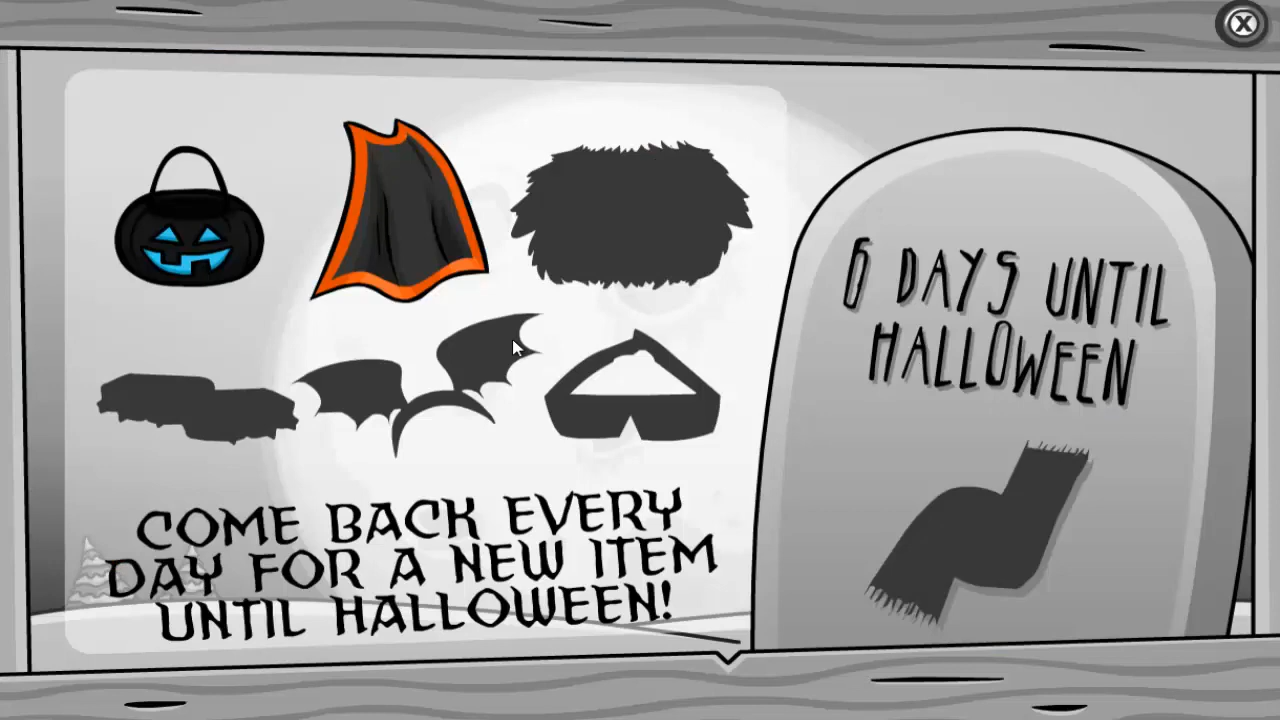 6 DAYS UNTIL
HALLOWEEN
COME BACK EVERY
DAY FOR A NEW ITEM
UNTIL HALLOWEEN!